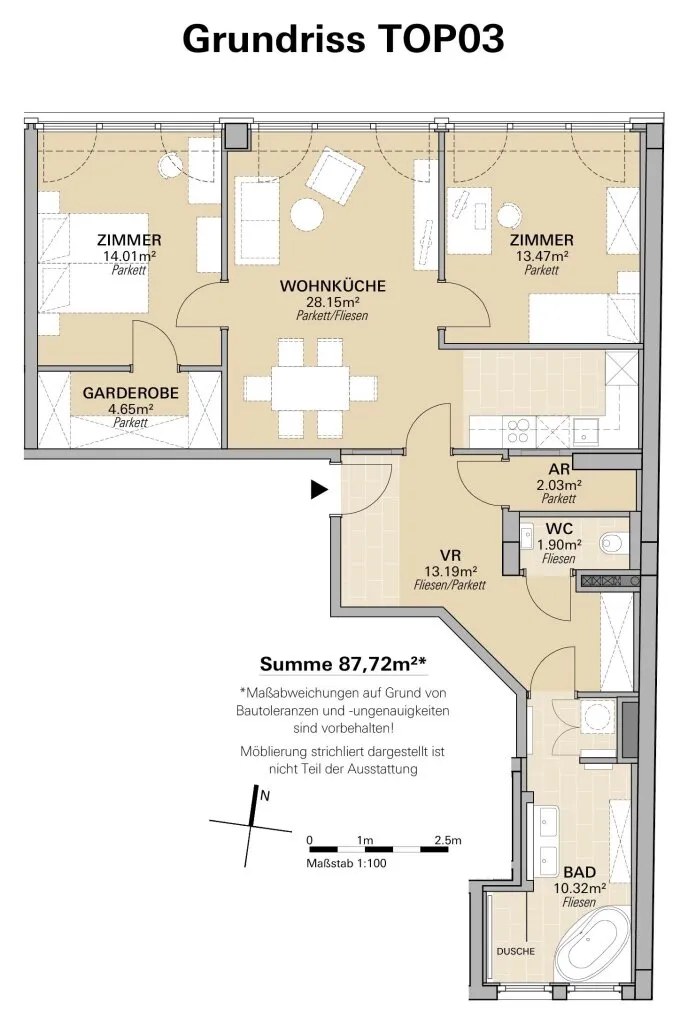 Grundriss TOP03
ZIMMER
14.01m²
Parkett
WOHNKÜCHE
28.15m²
Parkett/Fliesen
ZIMMER
13.47m²
Parkett
GARDEROBE
4.65m²
Parkett
AR
2.03m²
Parkett
WC
1.90m²
Fliesen
VR
13.19m²
Fliesen/Parkett
Summe 87,72m²*
*Maßabweichungen auf Grund von
Bautoleranzen und -ungenauigkeiten
sind vorbehalten!
Möblierung strichliert dargestellt ist
nicht Teil der Ausstattung
N
0 1m 2.5m
Maßstab 1:100
BAD
10.32m²
Fliesen
DUSCHE